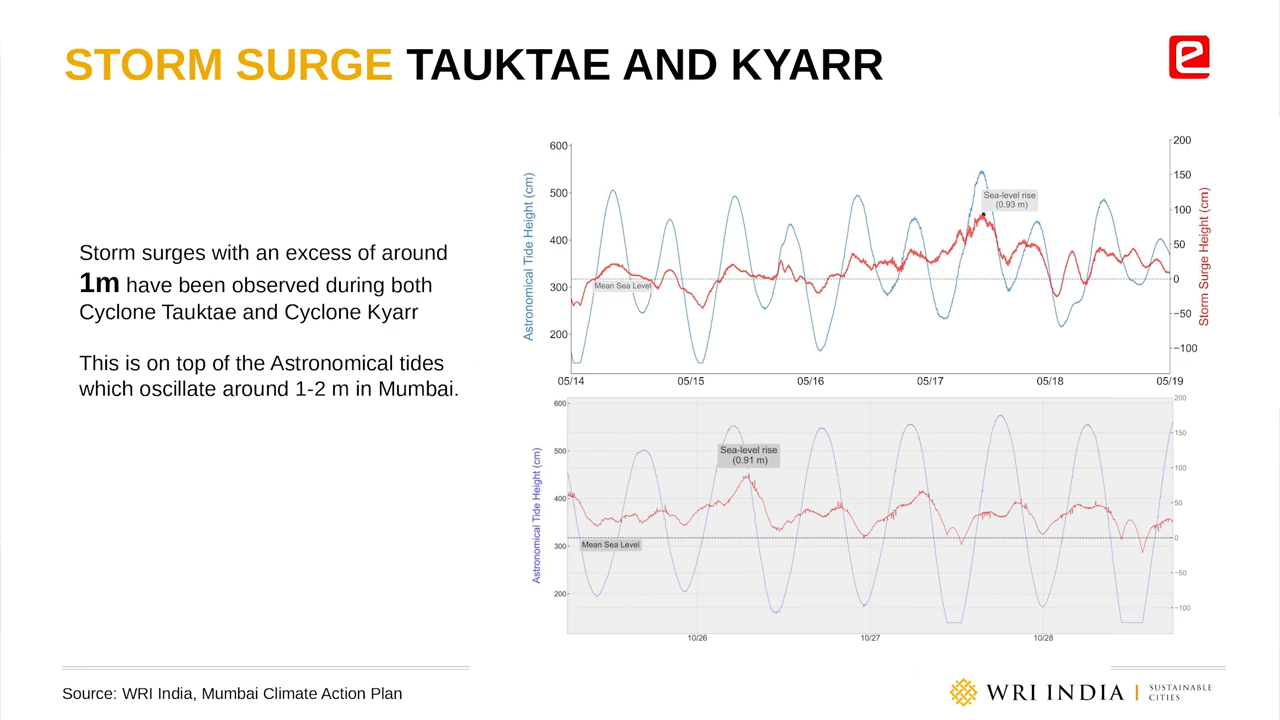 STORM SURGE TAUKTAE AND KYARR
e
Storm surges with an excess of around
1m have been observed during both
Cyclone Tauktae and Cyclone Kyarr
This is on top of the Astronomical tides
which oscillate around 1-2 m in Mumbai.
Astronomical Tide Height (cm)
600
500
400
300
200
Sea-level rise
(0.93 m)
Mean Sea Level
200
150
100
50
0
−50
−100
Storm Surge Height (cm)
05/14 05/15 05/16 05/17 05/18 05/19
Astronomical Tide Height (cm)
600
500
400
300
200
Sea-level rise
(0.91 m)
Mean Sea Level
200
150
100
50
0
−50
−100
10/26 10/27 10/28
Source: WRI India, Mumbai Climate Action Plan
WRI INDIA | SUSTAINABLE
CITIES